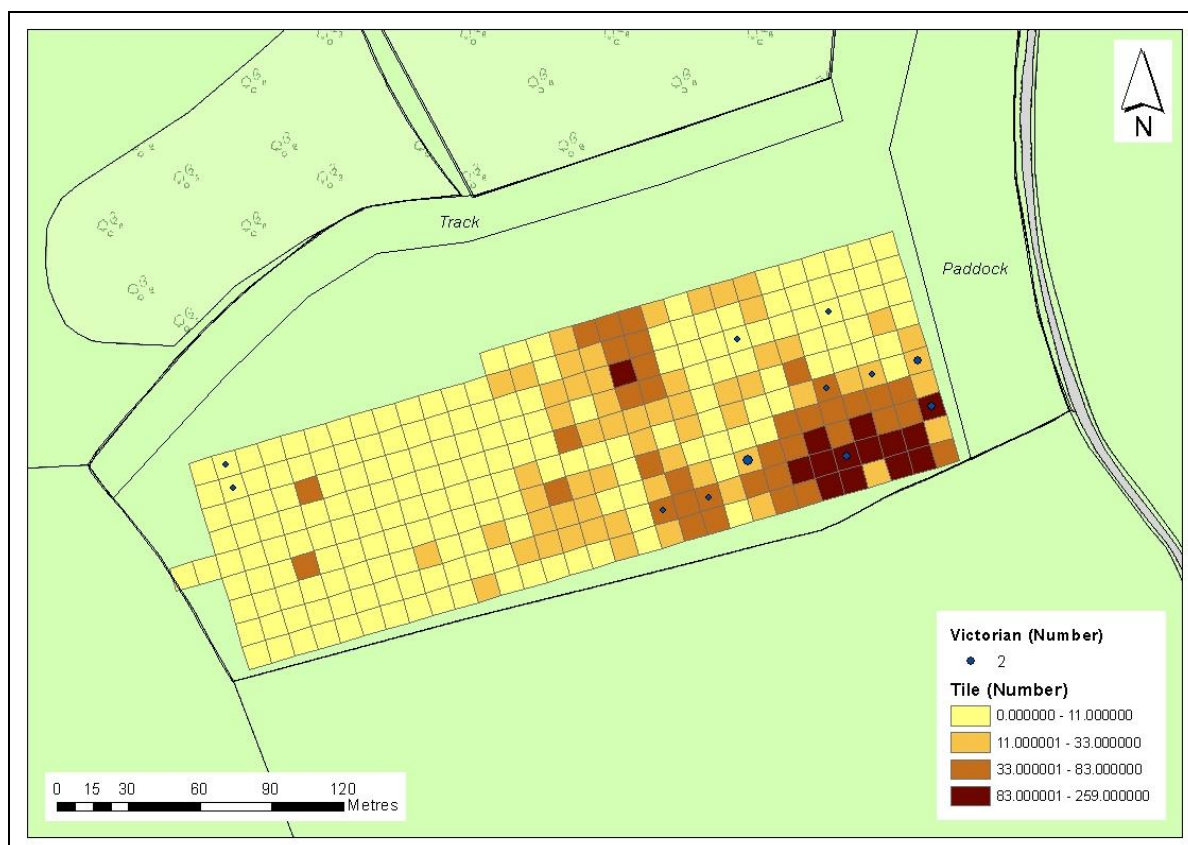 N
Track
Paddock
Victorian (Number)
2
Tile (Number)
0.000000 - 11.000000
11.000001 - 33.000000
33.000001 - 83.000000
83.000001 - 259.000000
0 15 30 60 90 120
Metres